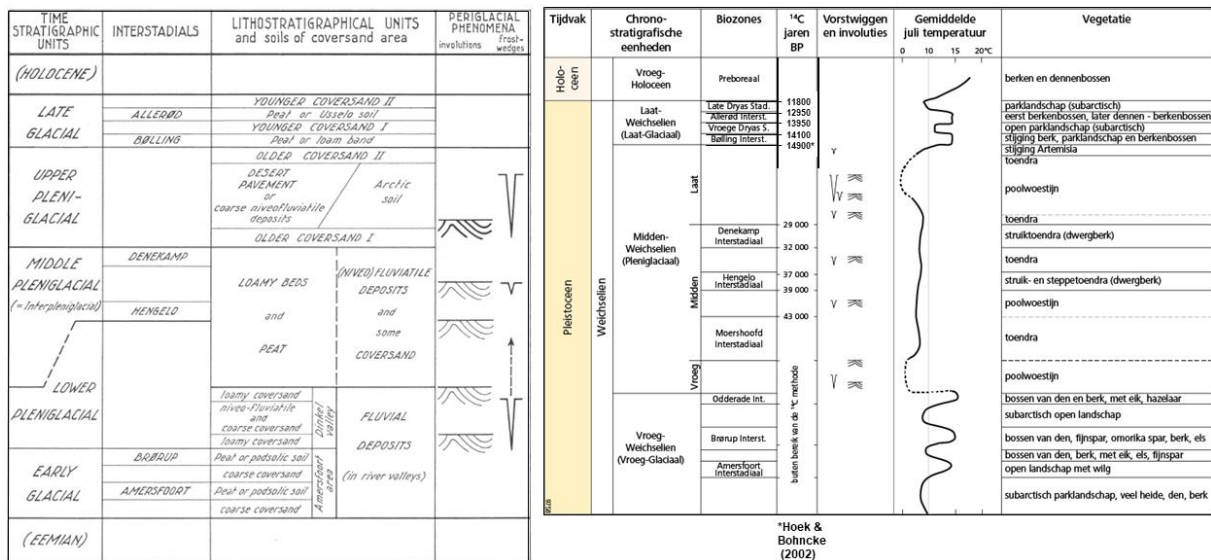 TIME
STRATIGRAPHIC
UNITS
INTERSTADIALS
LITHOSTRATIGRAPHICAL UNITS
and soils of coversand area
PERIGLACIAL
PHENOMENA
involutions
frost-
wedges
(HOLOCENE)
LATE
GLACIAL
ALLERØD
BØLLING
YOUNGER COVERSAND II
Peat or Usselo soil
YOUNGER COVERSAND I
Peat or loam band
UPPER
PLENI-
GLACIAL
OLDER COVERSAND II
DESERT
PAVEMENT
or
coarse niveofluviatile
deposits
Arctic
soil
OLDER COVERSAND I
MIDDLE
PLENIGLACIAL
(= Interpleniglacial)
DENEKAMP
HENGELO
LOAMY BEDS
and
PEAT
(NIVEO) FLUVIATILE
DEPOSITS
and
some
COVERSAND
LOWER
PLENIGLACIAL
loamy coversand
niveo-fluviatile
and
coarse coversand
loamy coversand
Dinkel
valley
FLUVIAL
DEPOSITS
(in river valleys)
EARLY
GLACIAL
BRØRUP
AMERSFOORT
Peat or podsolic soil
coarse coversand
Peat or podsolic soil
coarse coversand
Amersfoort
area
(EEMIAN)
Tijdvak
Chrono-
stratigrafische
eenheden
Biozones
14C
jaren
BP
Vorstwiggen
en involuties
Gemiddelde
juli temperatuur
0 10 15 20°C
Vegetatie
Holo-
ceen
Vroeg-
Holoceen
Preboreaal
berken en dennenbossen
Pleistoceen
Weichselien
Laat-
Weichselien
(Laat-Glaciaal)
Late Dryas Stad.
Allerød Interst.
Vroege Dryas S.
Bølling Interst.
11800
12950
13950
14100
14900*
parklandschap (subarctisch)
eerst berkenbossen, later dennen - berkenbossen
open parklandschap (subarctisch)
stijging berk, parklandschap en berkenbossen
stijging Artemisia
toendra
poolwoestijn
toendra
Midden-
Weichselien
(Pleniglaciaal)
Laat
Midden
Vroeg
Denekamp
Interstadiaal
Hengelo
Interstadiaal
Moershoofd
Interstadiaal
29 000
32 000
37 000
39 000
43 000
struiktoendra (dwergberk)
toendra
struik- en steppetoendra (dwergberk)
poolwoestijn
toendra
poolwoestijn
Vroeg-
Weichselien
(Vroeg-Glaciaal)
Odderade Int.
Brørup Interst.
Amersfoort
Interstadiaal
buten bereik van de 14C methode
bossen van den en berk, met eik, hazelaar
subarctisch open landschap
bossen van den, fijnspar, omorika spar, berk, els
bossen van den, berk, met eik, els, fijnspar
open landschap met wilg
subarctisch parklandschap, veel heide, den, berk
*Hoek &
Bohncke
(2002)